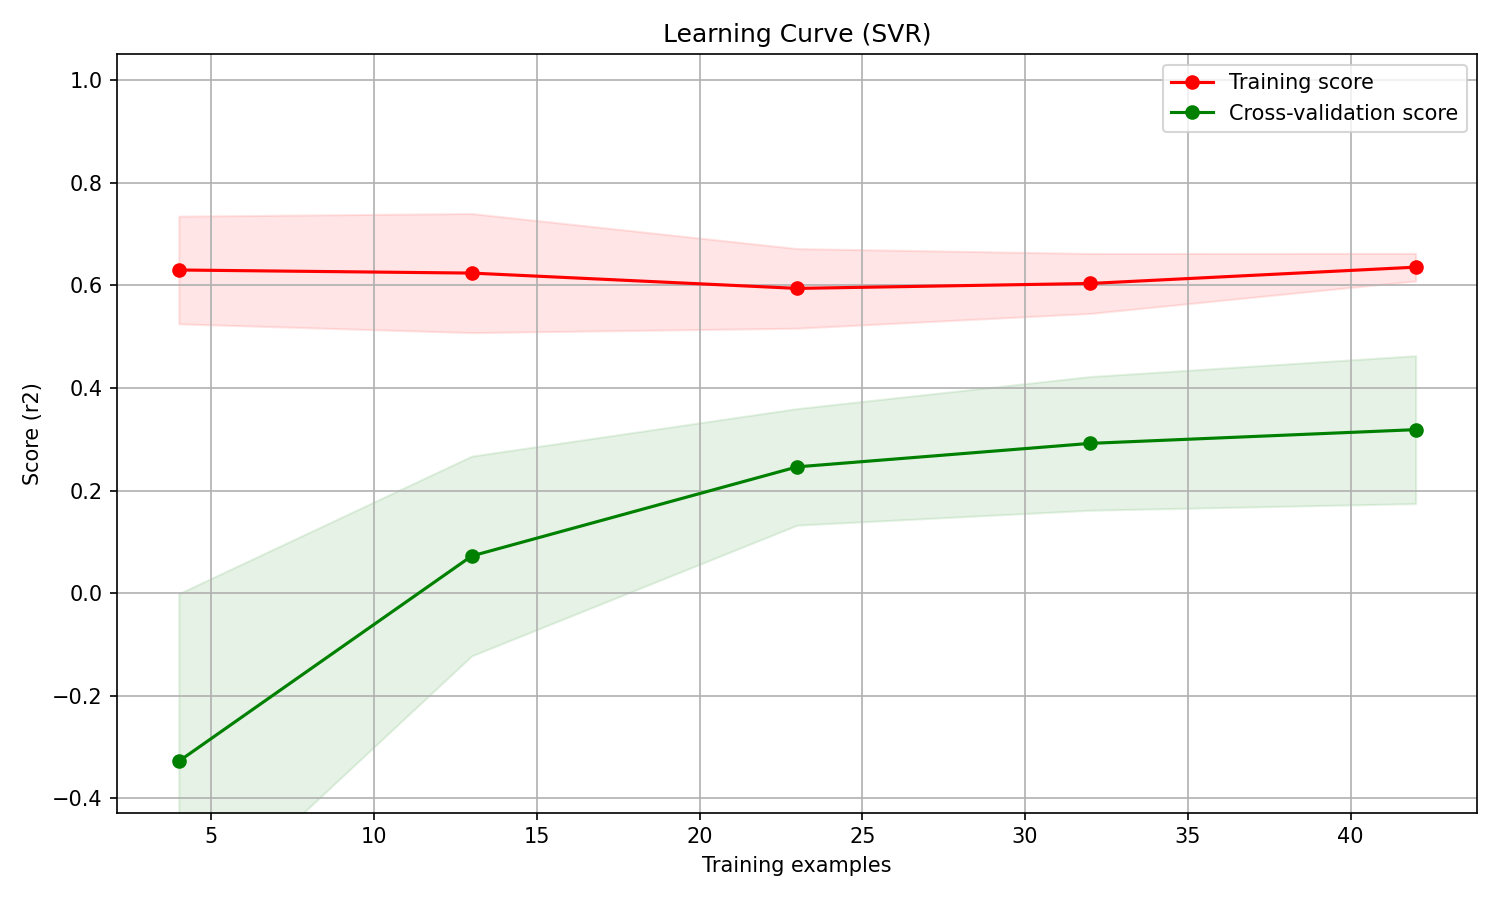 Learning Curve (SVR)
Training score
Cross-validation score
1.0
0.8
0.6
0.4
0.2
0.0
−0.2
−0.4
Score (r2)
5 10 15 20 25 30 35 40
Training examples